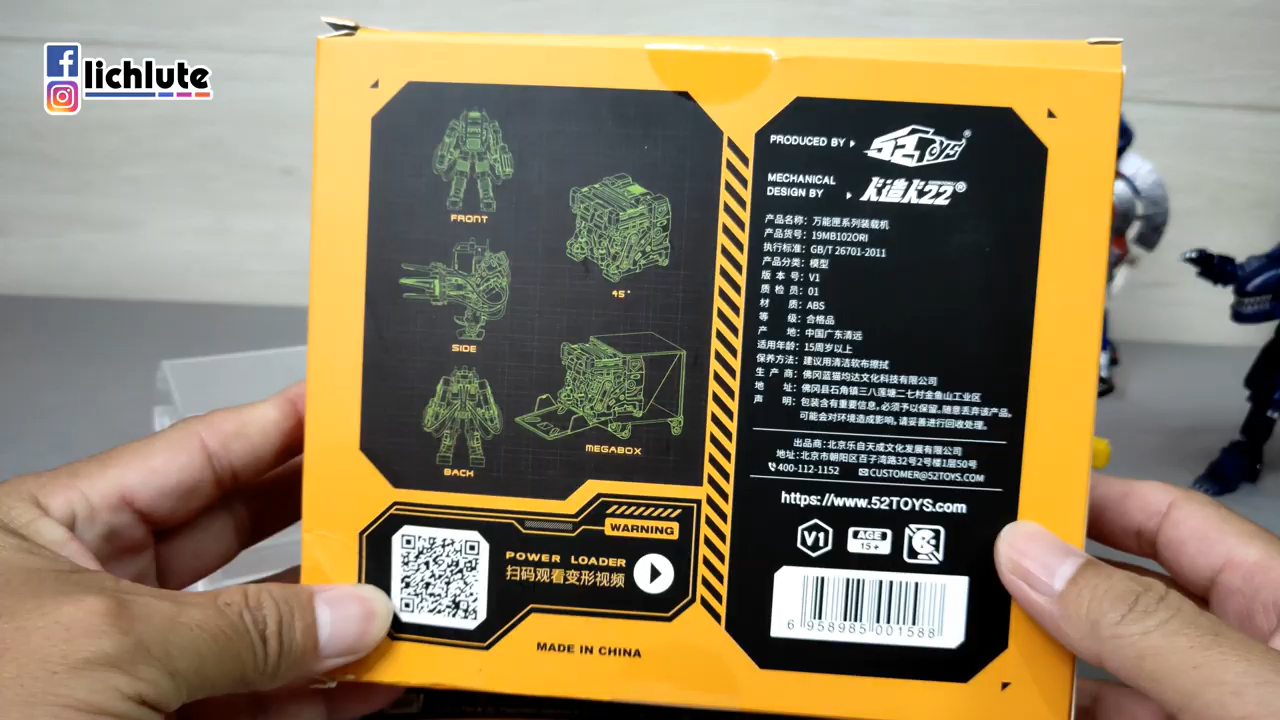 lichlute
FRONT
45°
SIDE
MEGABOX
BACK
WARNING
POWER LOADER
扫码观看变形视频
MADE IN CHINA
PRODUCED BY
52TOYS®
MECHANICAL
DESIGN BY
人造人22®
产品名称：万能匣系列装载机
产品货号：19MB102ORI
执行标准：GB/T 26701-2011
产品分类：模型
版本号：V1
质检员：01
材质：ABS
等级：合格品
产地：中国广东清远
适用年龄：15周岁以上
保养方法：建议用清洁软布擦拭
生产商：佛冈蓝猫均达文化科技有限公司
地址：佛冈县石角镇三八莲塘二七村金鱼山工业区
声明：包装含有重要信息，必须予以保留。随意丢弃该产品，
可能会对环境造成影响，请妥善进行回收处理。
出品商：北京乐自天成文化发展有限公司
地址：北京市朝阳区百子湾路32号2号楼1层50号
400-112-1152 CUSTOMER@52TOYS.COM
https://www.52TOYS.com
V1
AGE
15+
6 958985 001588